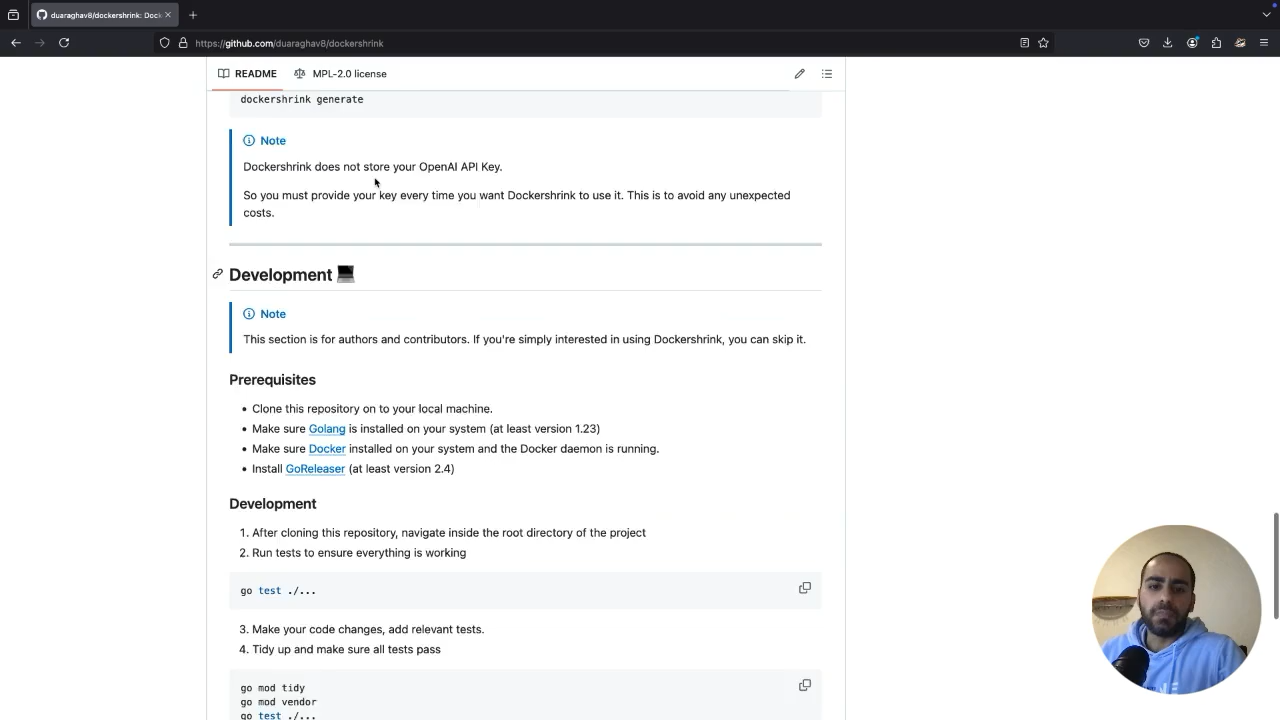 duaraghav8/dockershrink: Dock
https://github.com/duaraghav8/dockershrink
README
MPL-2.0 license
dockershrink generate
Note
Dockershrink does not store your OpenAI API Key.
So you must provide your key every time you want Dockershrink to use it. This is to avoid any unexpected
costs.
Development 💻
Note
This section is for authors and contributors. If you're simply interested in using Dockershrink, you can skip it.
Prerequisites
• Clone this repository on to your local machine.
• Make sure Golang is installed on your system (at least version 1.23)
• Make sure Docker installed on your system and the Docker daemon is running.
• Install GoReleaser (at least version 2.4)
Development
1. After cloning this repository, navigate inside the root directory of the project
2. Run tests to ensure everything is working
go test ./...
3. Make your code changes, add relevant tests.
4. Tidy up and make sure all tests pass
go mod tidy
go mod vendor
go test ./...